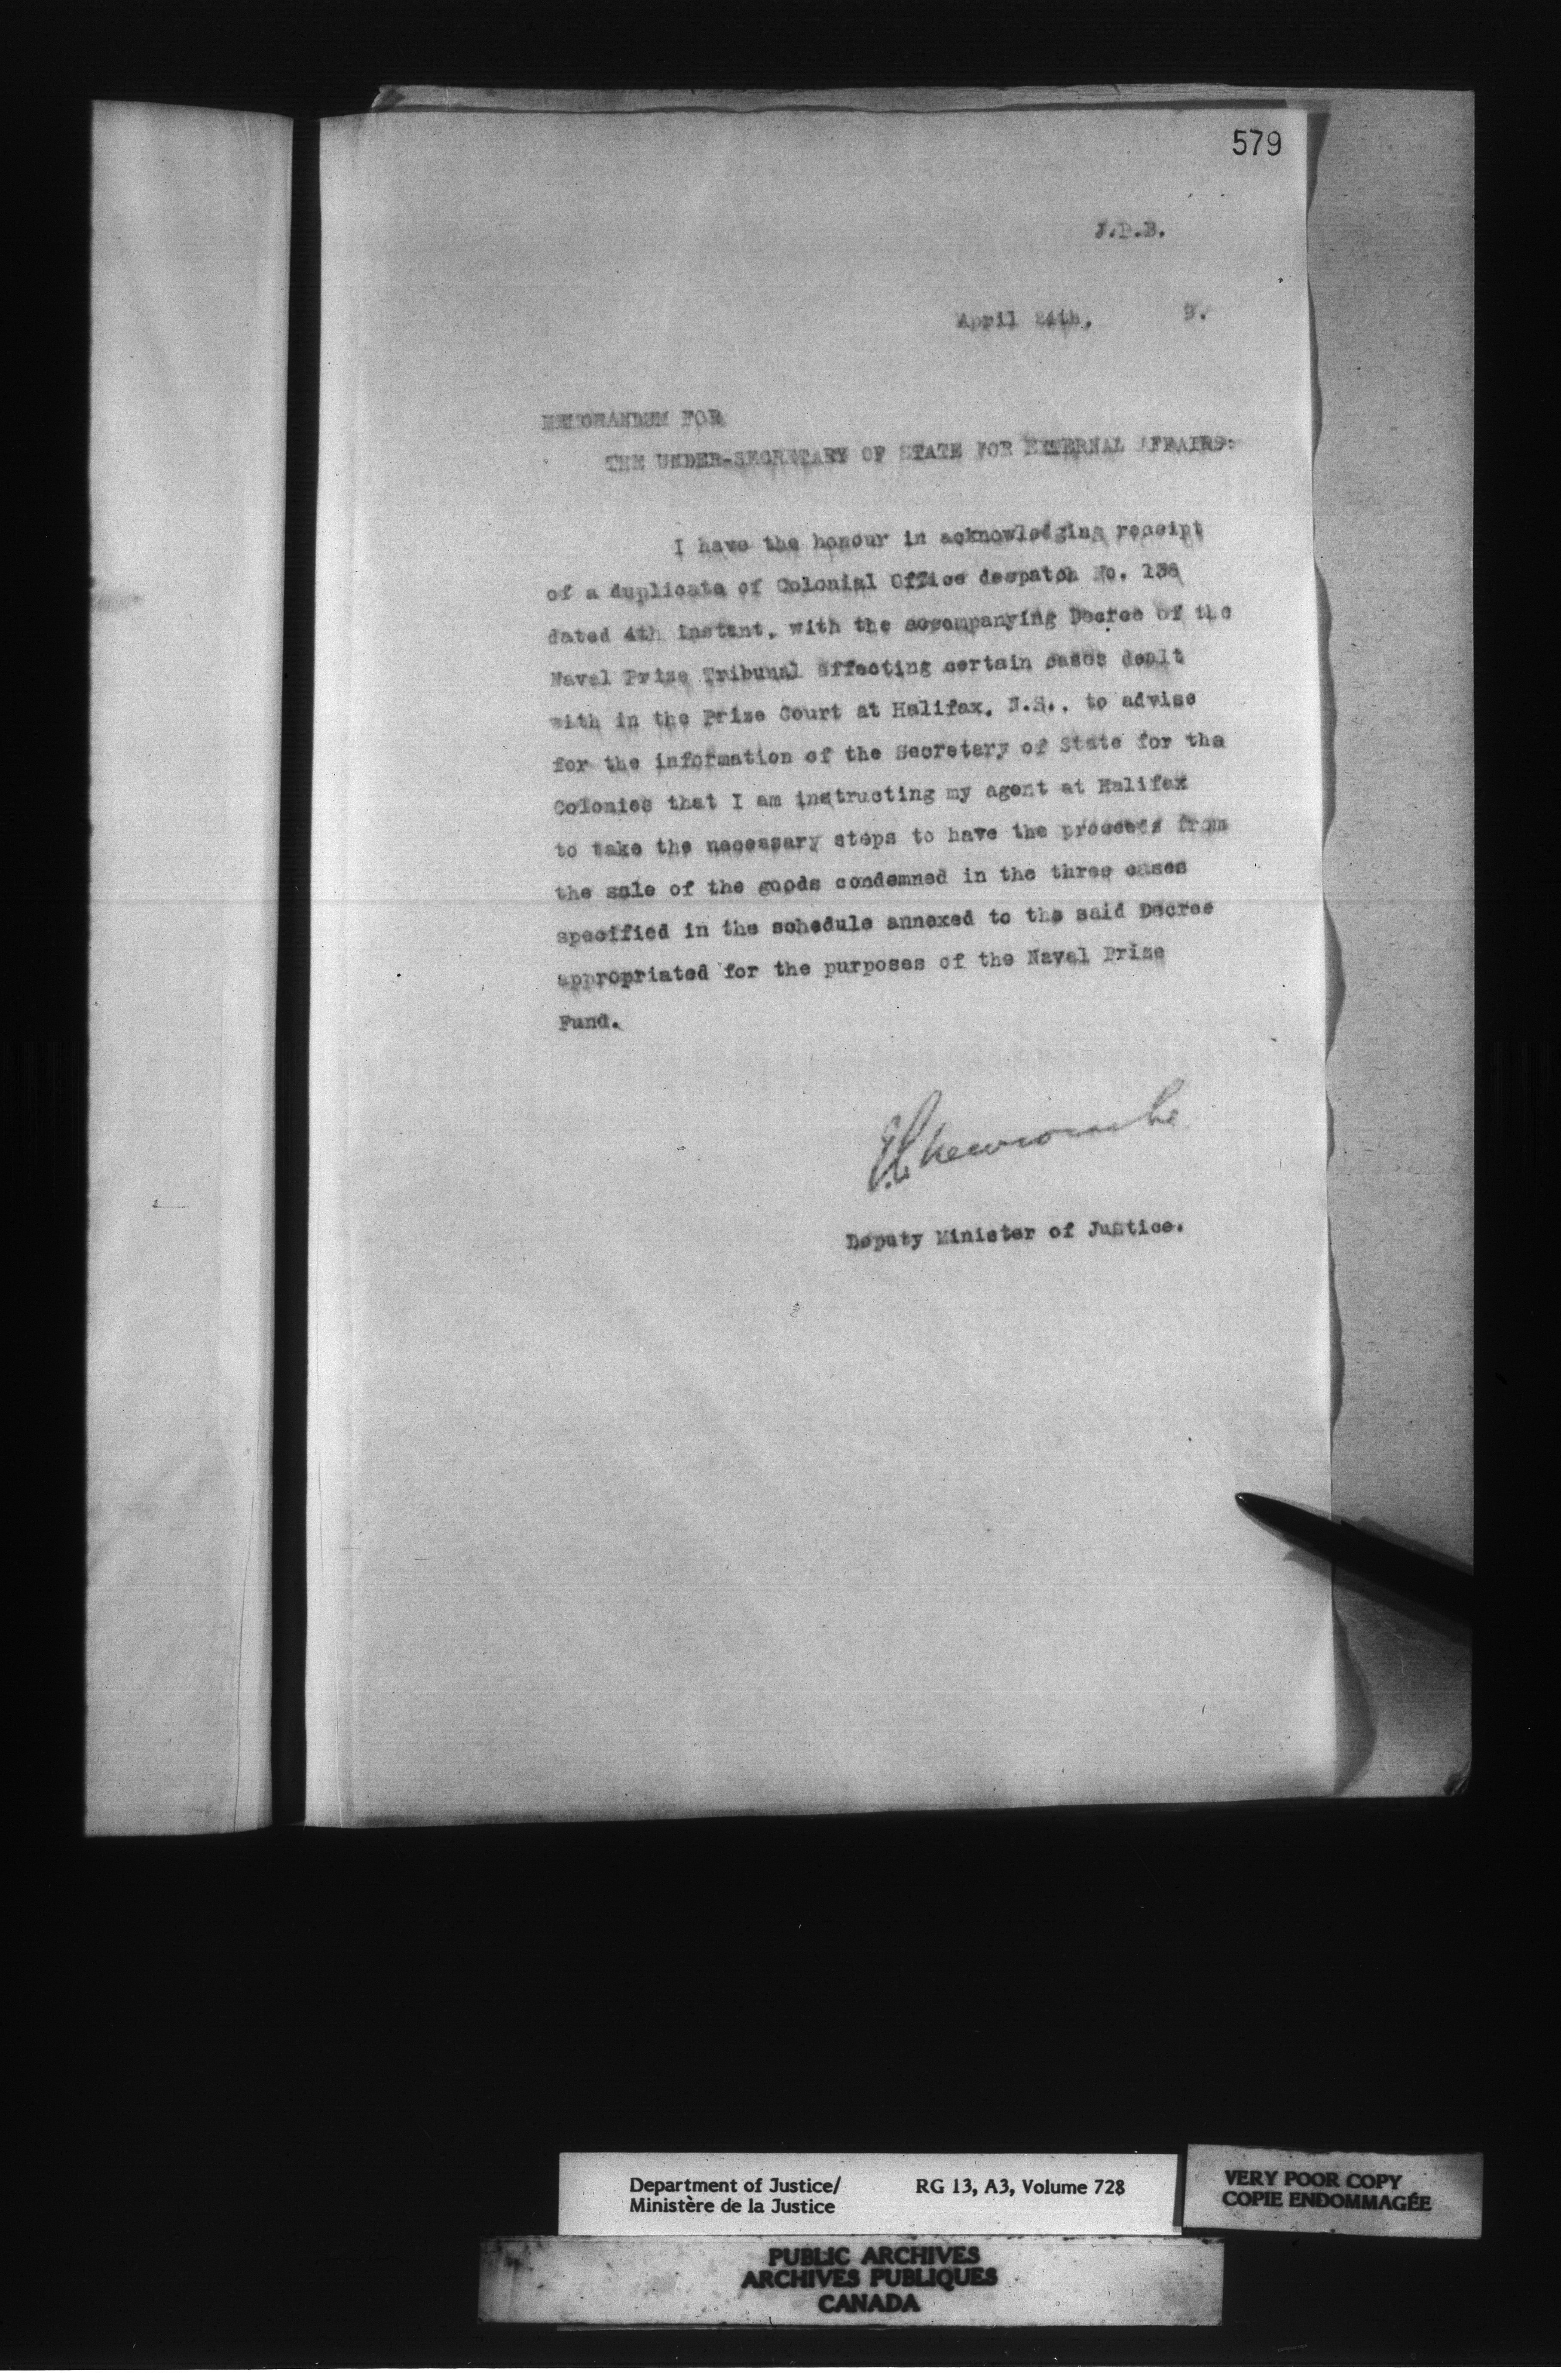 579
J.P.B.
April 24th, 9.
MEMORANDUM FOR
THE UNDER-SECRETARY OF STATE FOR EXTERNAL AFFAIRS:
I have the honour in acknowledging receipt
of a duplicate of Colonial Office despatch No.
dated 4th instant, with the accompanying Decree of the
Naval Prize Tribunal affecting certain cases dealt
with in the Prize Court at Halifax, N.S., to advise
for the information of the Secretary of State for the
Colonies that I am instructing my agent at Halifax
to take the necessary steps to have the proceeds from
the sale of the goods condemned in the three cases
specified in the schedule annexed to the said Decree
appropriated for the purposes of the Naval Prize
Fund.
E.L. Newcombe
Deputy Minister of Justice.
Department of Justice/ RG 13, A3, Volume 728
Ministère de la Justice
VERY POOR COPY
COPIE ENDOMMAGÉE
PUBLIC ARCHIVES
ARCHIVES PUBLIQUES
CANADA